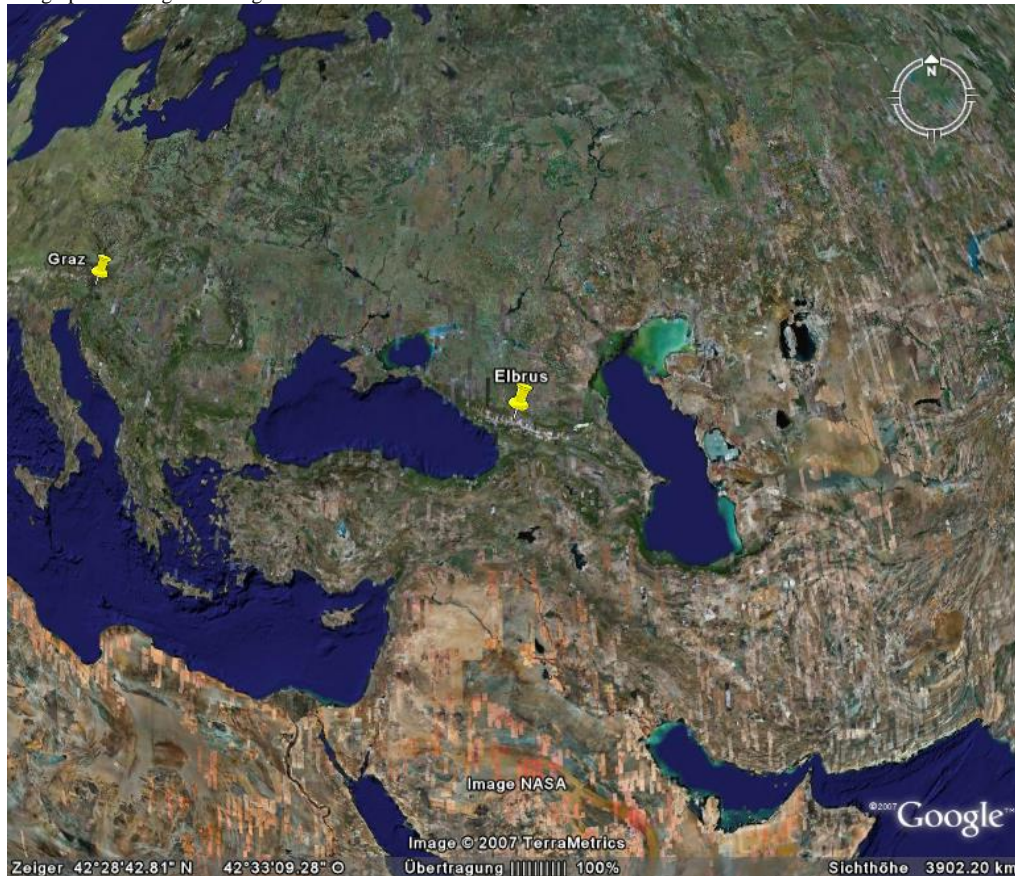 N
Graz
Elbrus
Image NASA
©2007 Google™
Image © 2007 TerraMetrics
Zeiger 42°28'42.81" N 42°33'09.28" O Übertragung |||||||||| 100% Sichthöhe 3902.20 km